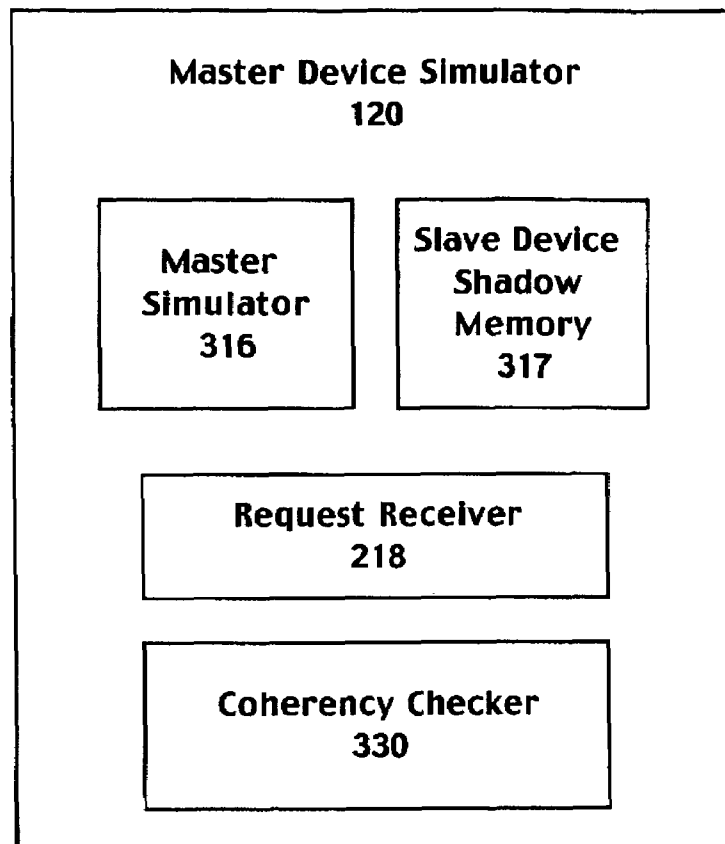 Master Device Simulator
120
Master
Simulator
316
Slave Device
Shadow
Memory
317
Request Receiver
218
Coherency Checker
330